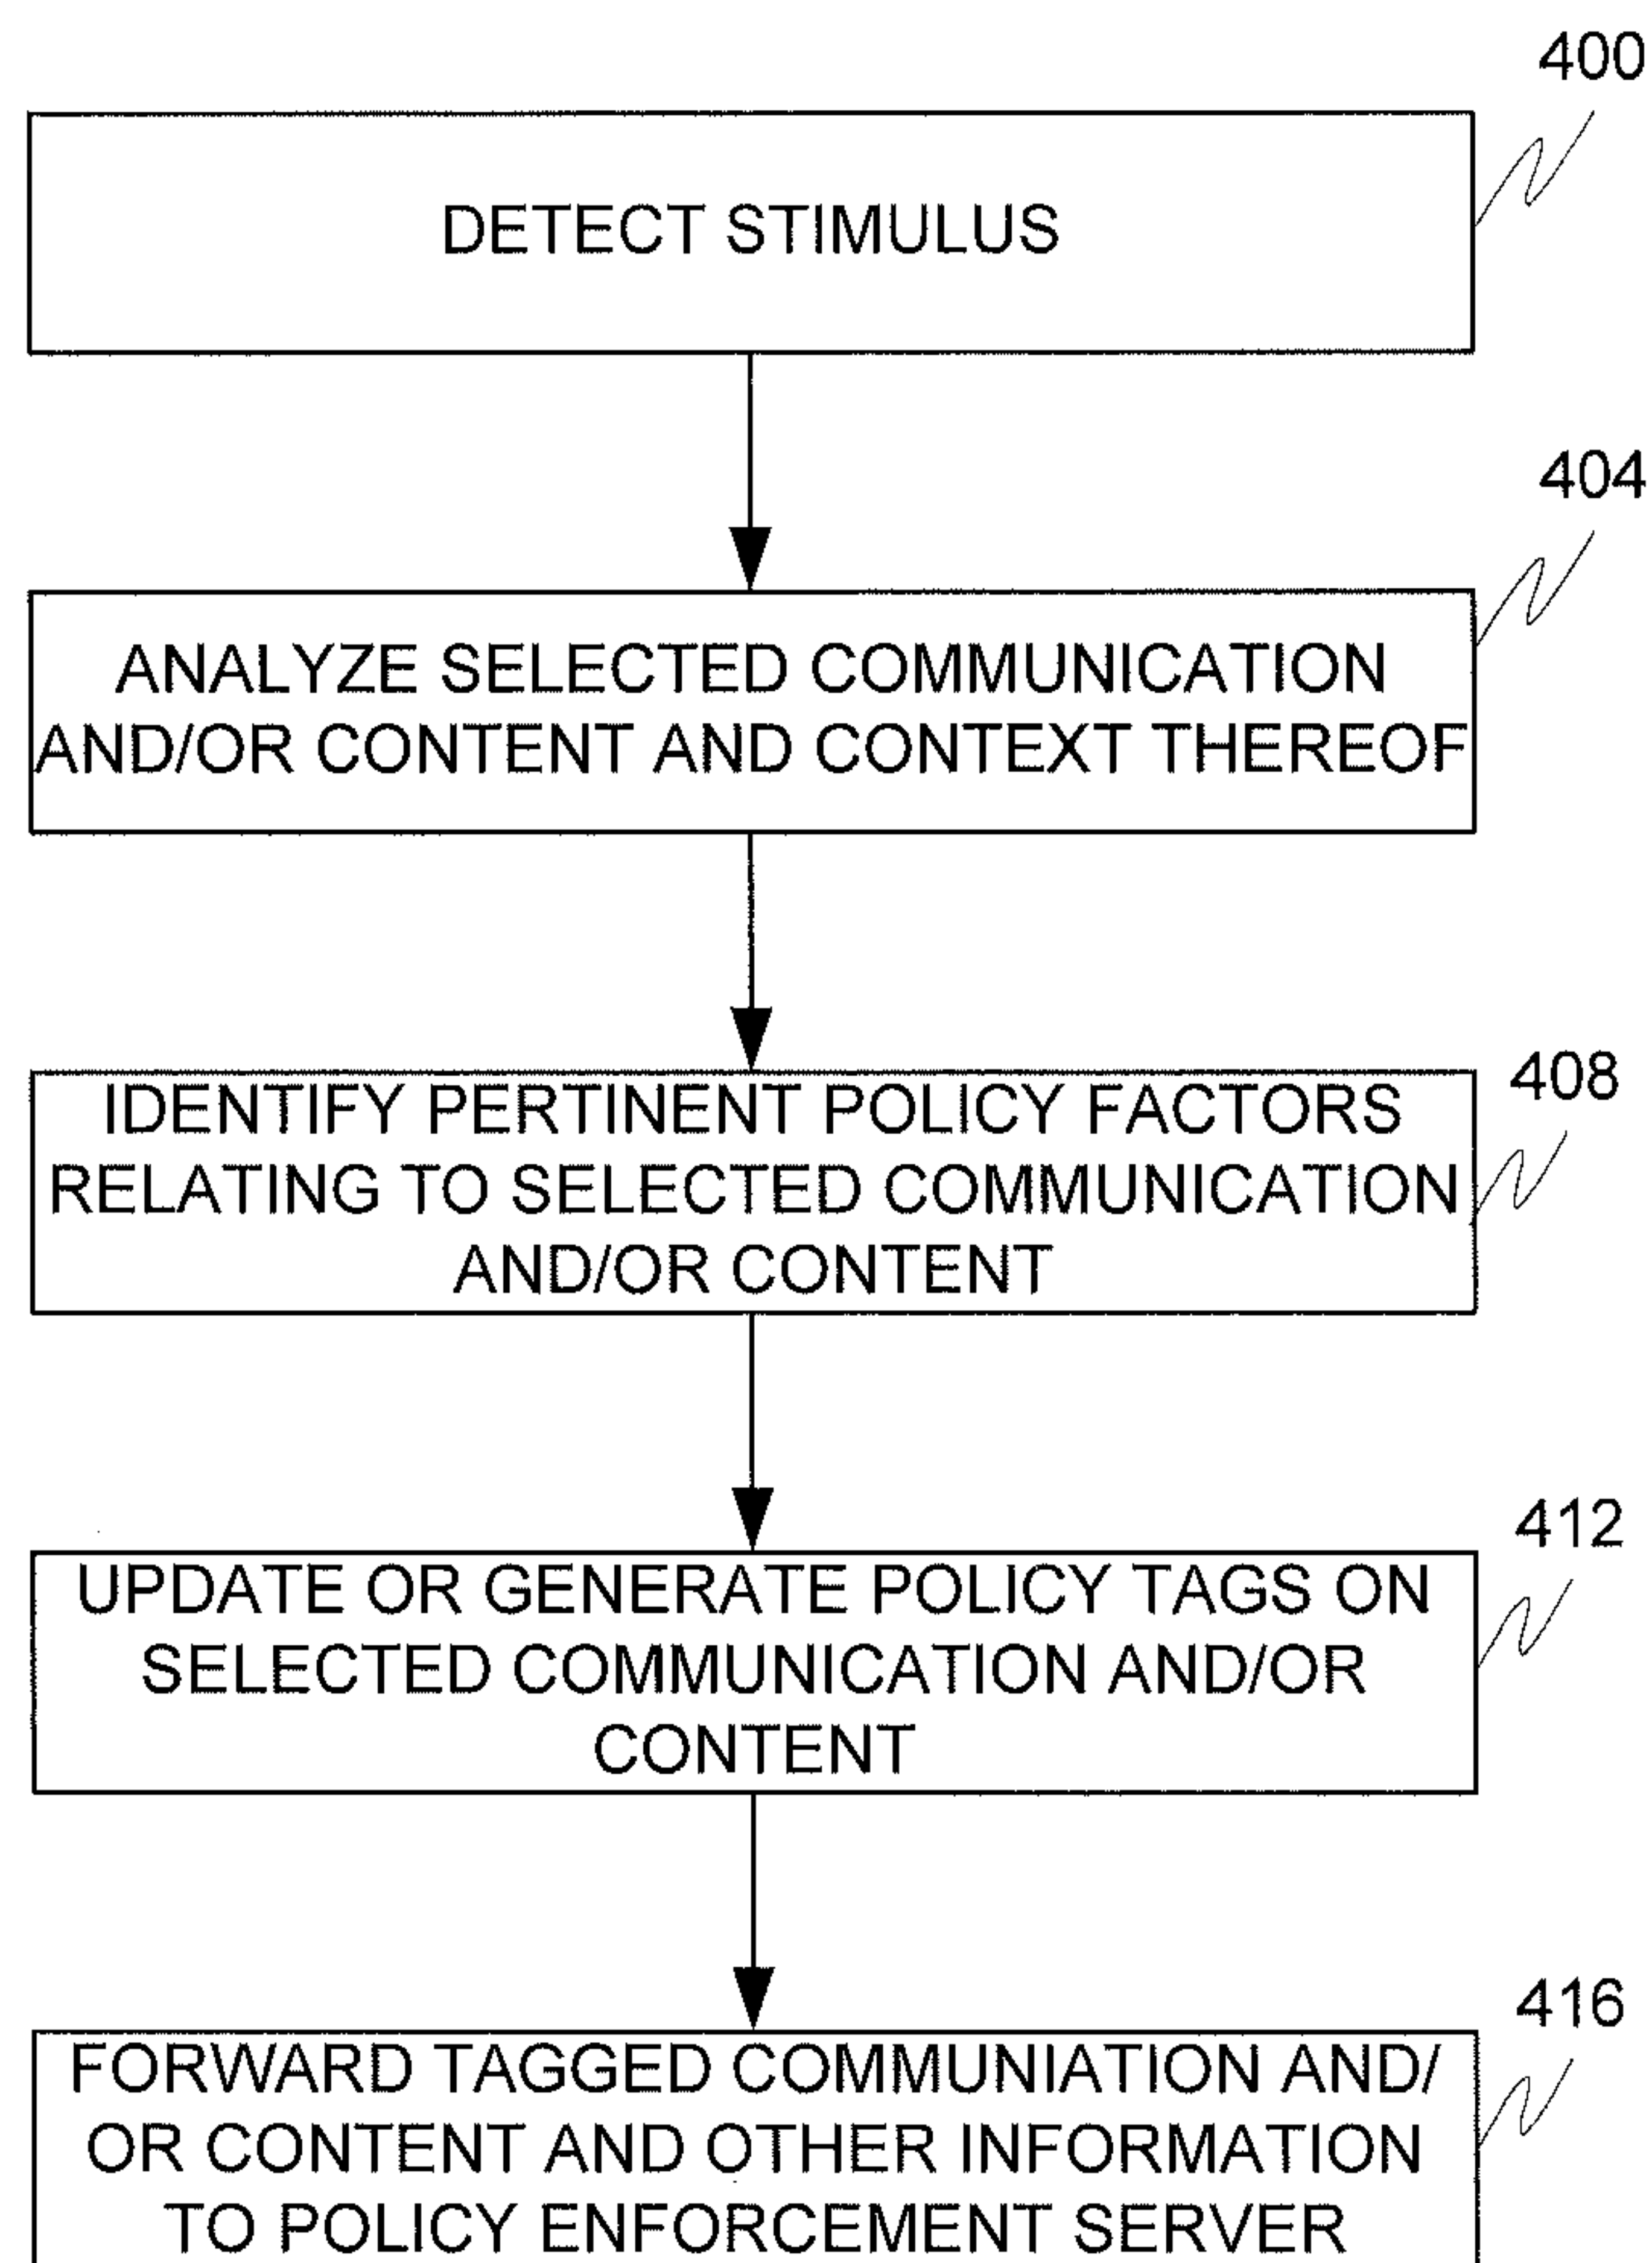 400
DETECT STIMULUS
404
ANALYZE SELECTED COMMUNICATION
AND/OR CONTENT AND CONTEXT THEREOF
408
IDENTIFY PERTINENT POLICY FACTORS
RELATING TO SELECTED COMMUNICATION
AND/OR CONTENT
412
UPDATE OR GENERATE POLICY TAGS ON
SELECTED COMMUNICATION AND/OR
CONTENT
416
FORWARD TAGGED COMMUNIATION AND/
OR CONTENT AND OTHER INFORMATION
TO POLICY ENFORCEMENT SERVER